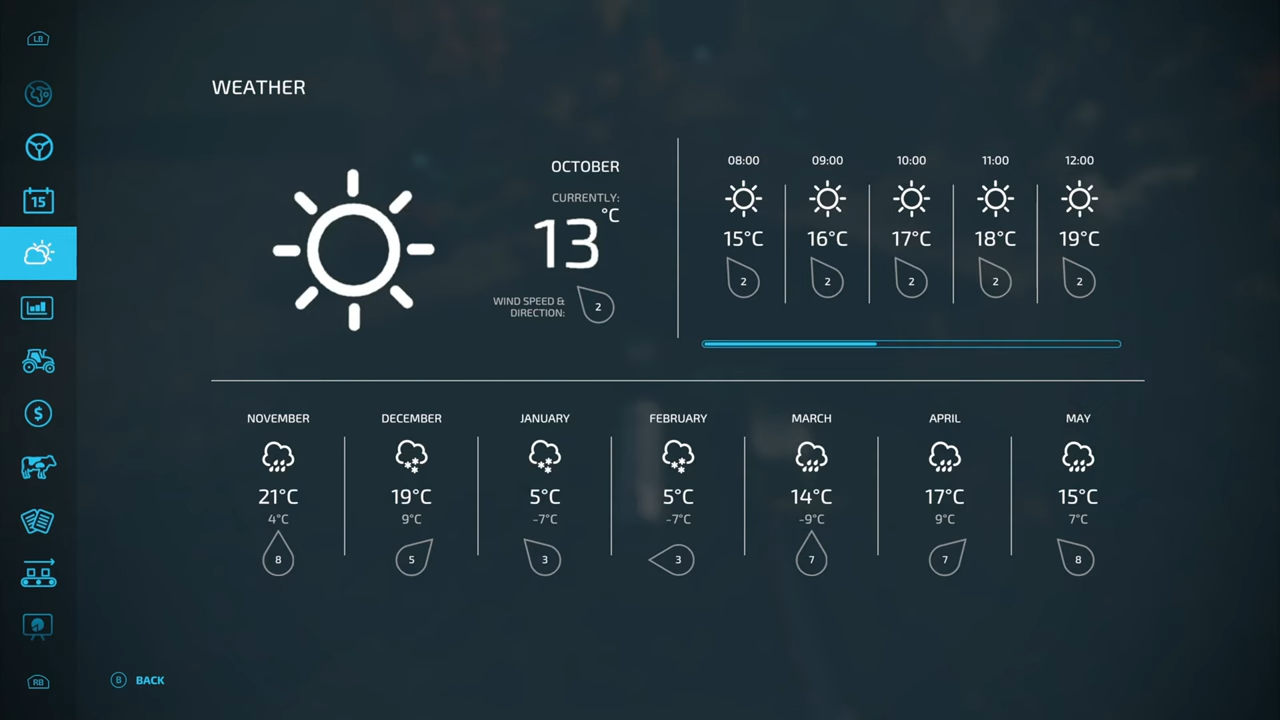 LB
WEATHER
OCTOBER
CURRENTLY:
13 °C
WIND SPEED &
DIRECTION:
2
08:00 09:00 10:00 11:00 12:00
15°C 16°C 17°C 18°C 19°C
2 2 2 2 2
15
$
NOVEMBER DECEMBER JANUARY FEBRUARY MARCH APRIL MAY
21°C 19°C 5°C 5°C 14°C 17°C 15°C
4°C 9°C -7°C -7°C -9°C 9°C 7°C
8 5 3 3 7 7 8
RB
B BACK